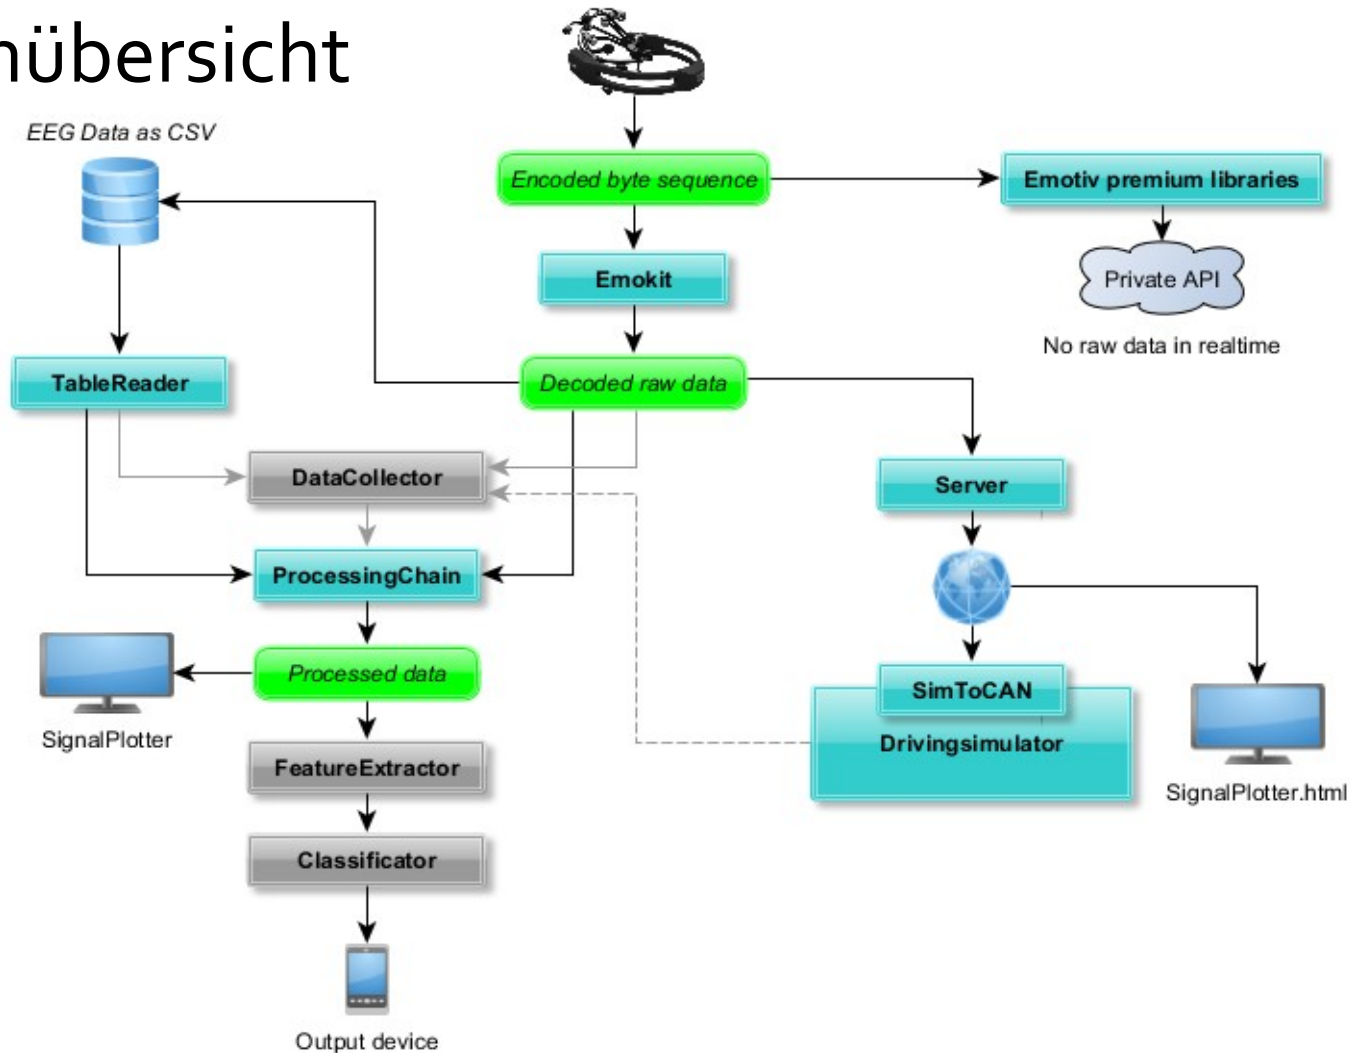 nübersicht
EEG Data as CSV
Encoded byte sequence
Emotiv premium libraries
Emokit
Private API
No raw data in realtime
TableReader
Decoded raw data
DataCollector
Server
ProcessingChain
Processed data
SimToCAN
SignalPlotter
Drivingsimulator
FeatureExtractor
SignalPlotter.html
Classificator
Output device